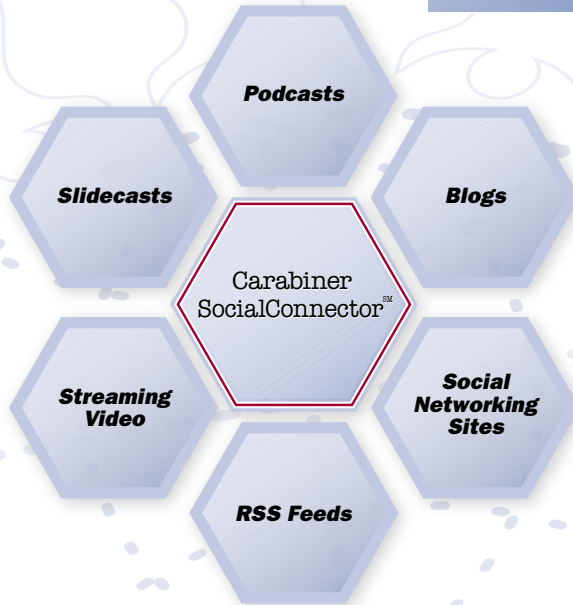 Podcasts
Slidecasts
Blogs
Carabiner
SocialConnector℠
Streaming
Video
Social
Networking
Sites
RSS Feeds